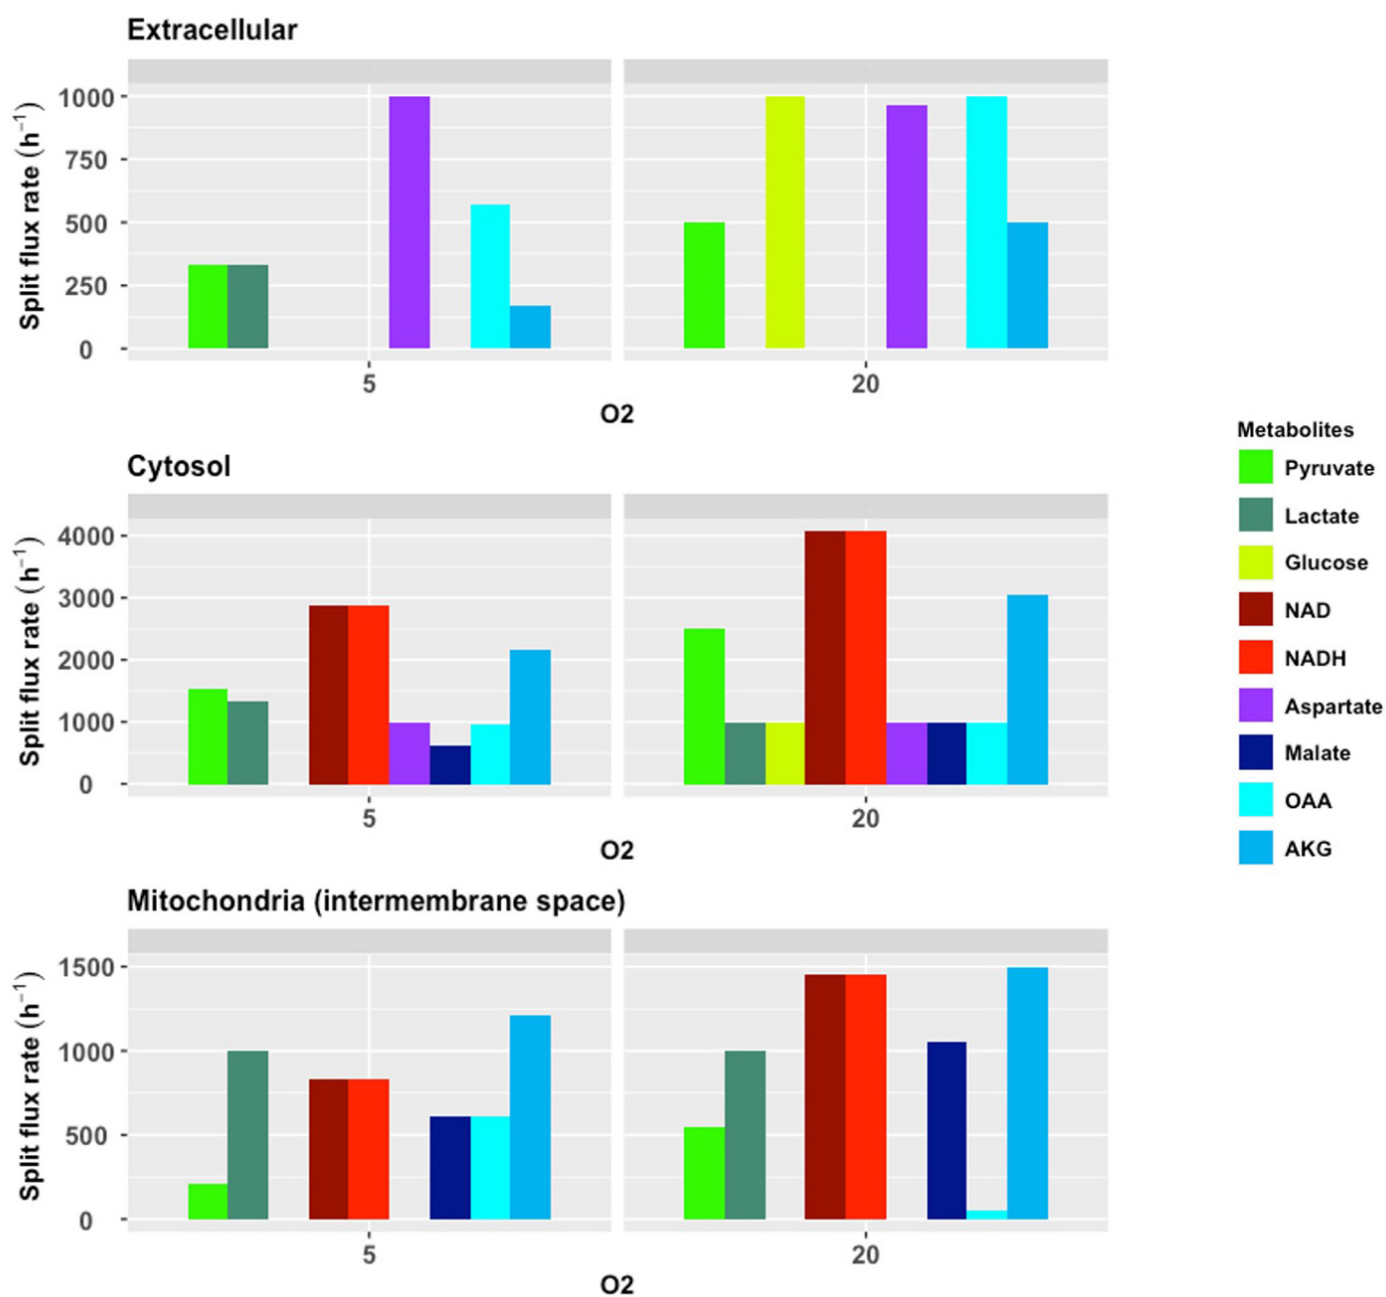 Extracellular
Split flux rate (h⁻¹)
1000
750
500
250
0
5
20
O2
Cytosol
Split flux rate (h⁻¹)
4000
3000
2000
1000
0
5
20
O2
Mitochondria (intermembrane space)
Split flux rate (h⁻¹)
1500
1000
500
0
5
20
O2
Metabolites
Pyruvate
Lactate
Glucose
NAD
NADH
Aspartate
Malate
OAA
AKG